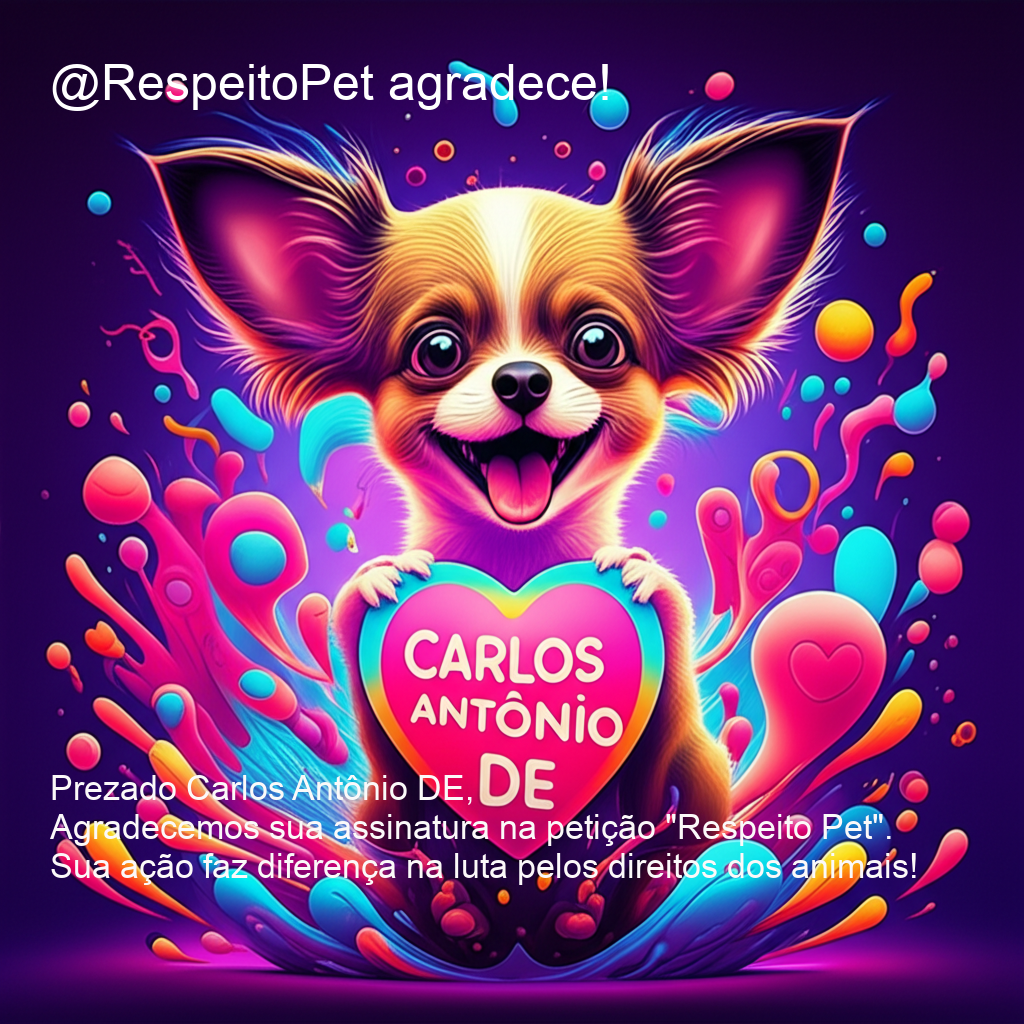 @RespeitoPet agradece!
CARLOS
ANTÔNIO
DE
Prezado Carlos Antônio DE,
Agradecemos sua assinatura na petição "Respeito Pet".
Sua ação faz diferença na luta pelos direitos dos animais!